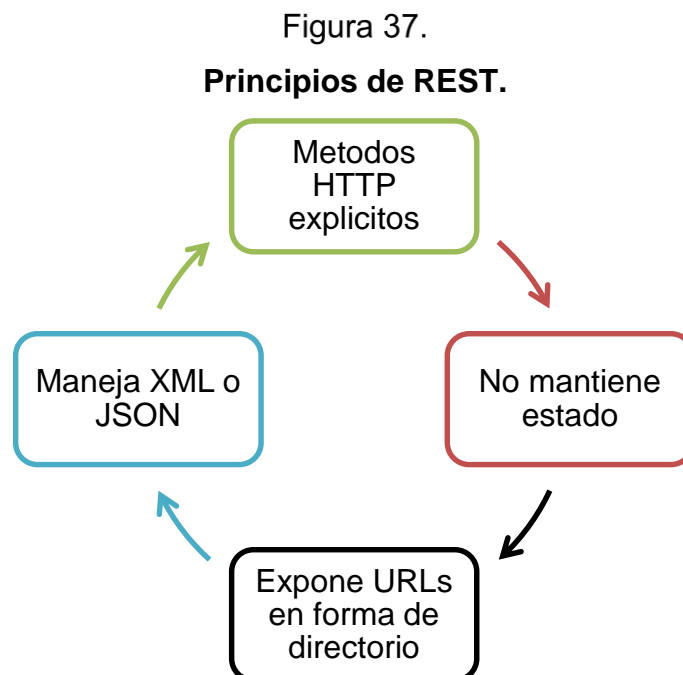 Figura 37.
Principios de REST.
Metodos
HTTP
explicitos
No mantiene
estado
Expone URLs
en forma de
directorio
Maneja XML o
JSON